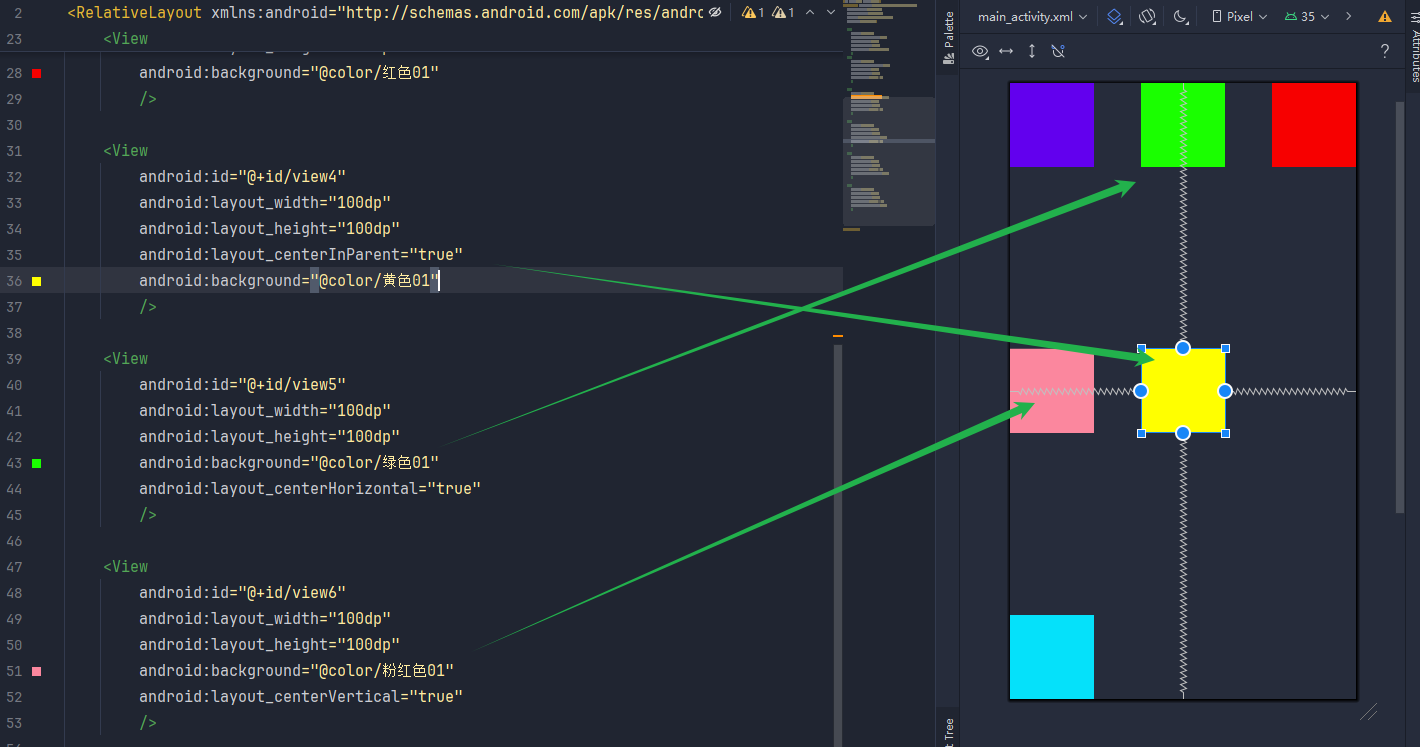 2 <RelativeLayout xmlns:android="http://schemas.android.com/apk/res/andro
1 1
23 <View
28 android:background="@color/红色01"
29 />
30
31 <View
32 android:id="@+id/view4"
33 android:layout_width="100dp"
34 android:layout_height="100dp"
35 android:layout_centerInParent="true"
36 android:background="@color/黄色01"
37 />
38
39 <View
40 android:id="@+id/view5"
41 android:layout_width="100dp"
42 android:layout_height="100dp"
43 android:background="@color/绿色01"
44 android:layout_centerHorizontal="true"
45 />
46
47 <View
48 android:id="@+id/view6"
49 android:layout_width="100dp"
50 android:layout_height="100dp"
51 android:background="@color/粉红色01"
52 android:layout_centerVertical="true"
53 />
Palette
main_activity.xml
Pixel
35
?
Attributes
t Tree